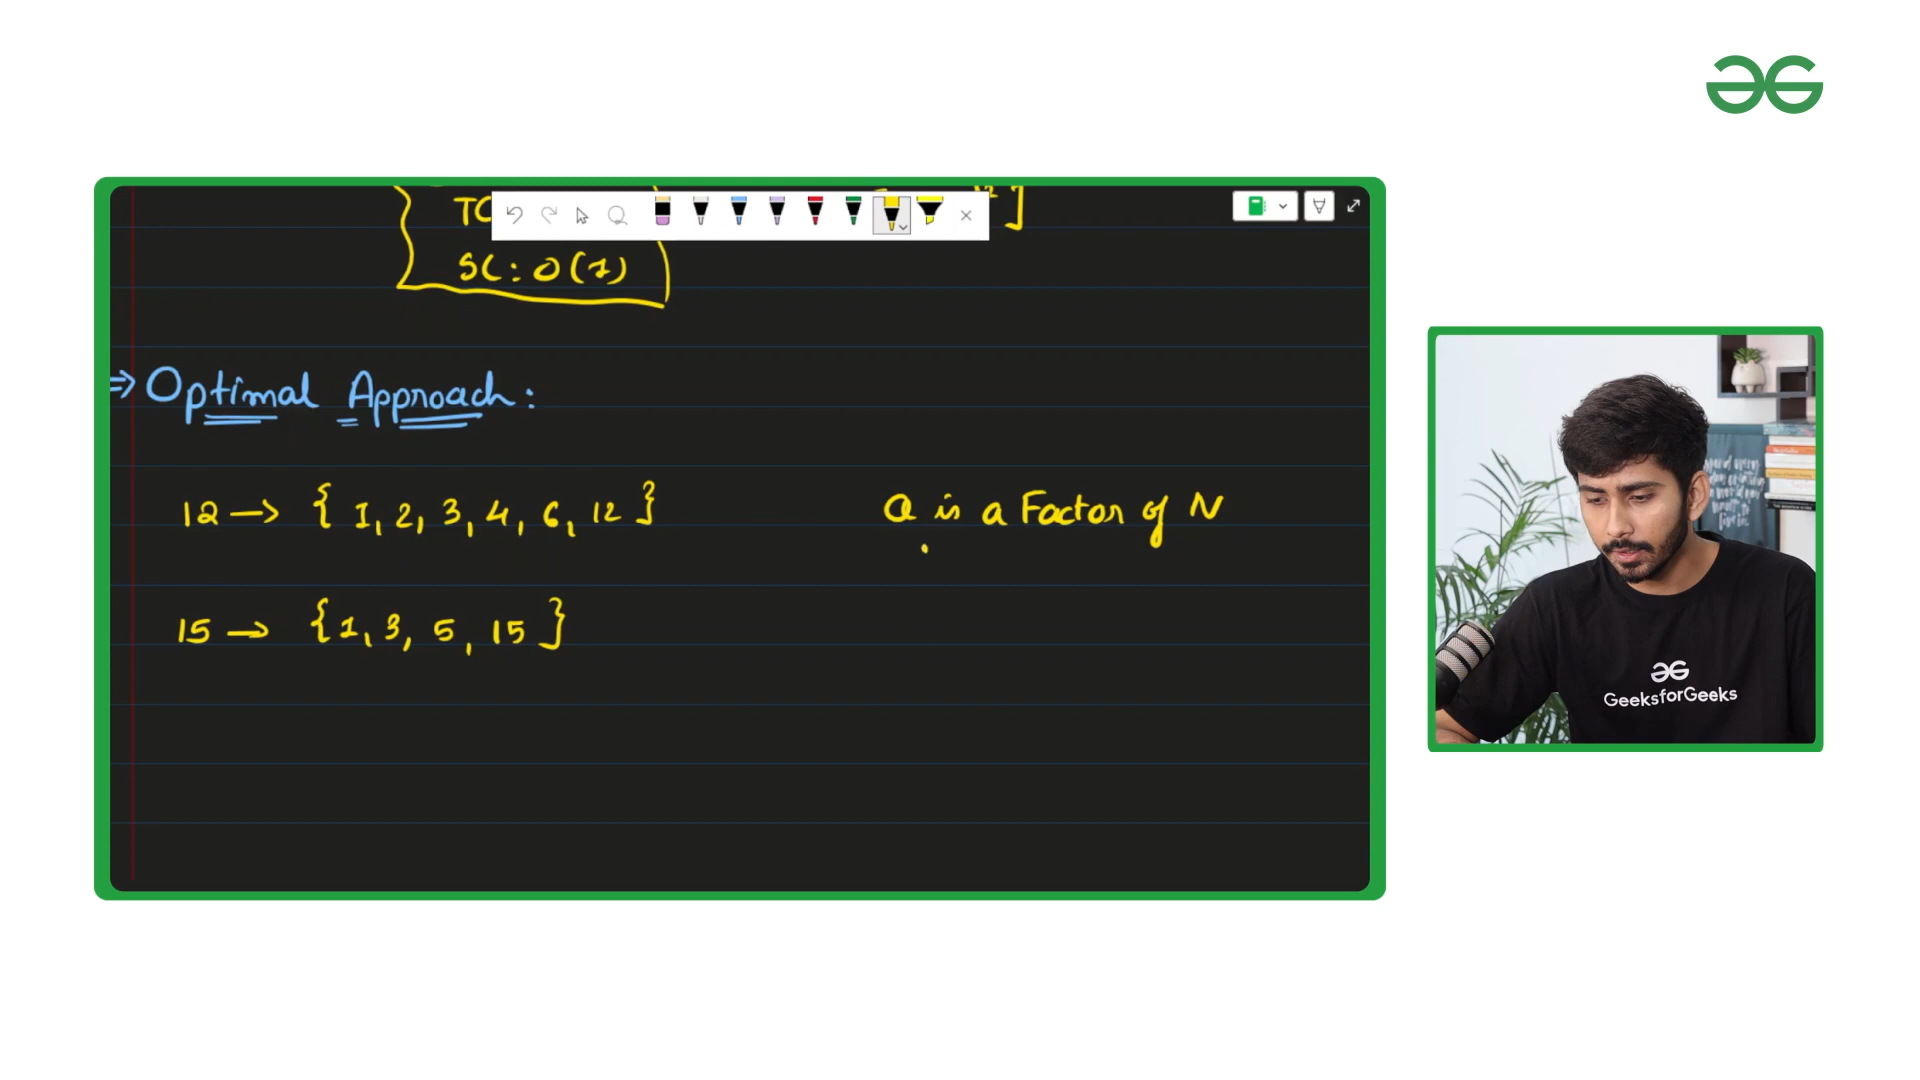 TC
2]
SC: O(1)
⇒ Optimal Approach:
12 → { 1, 2, 3, 4, 6, 12 }
a is a Factor of N
15 → { 1, 3, 5, 15 }
GeeksforGeeks